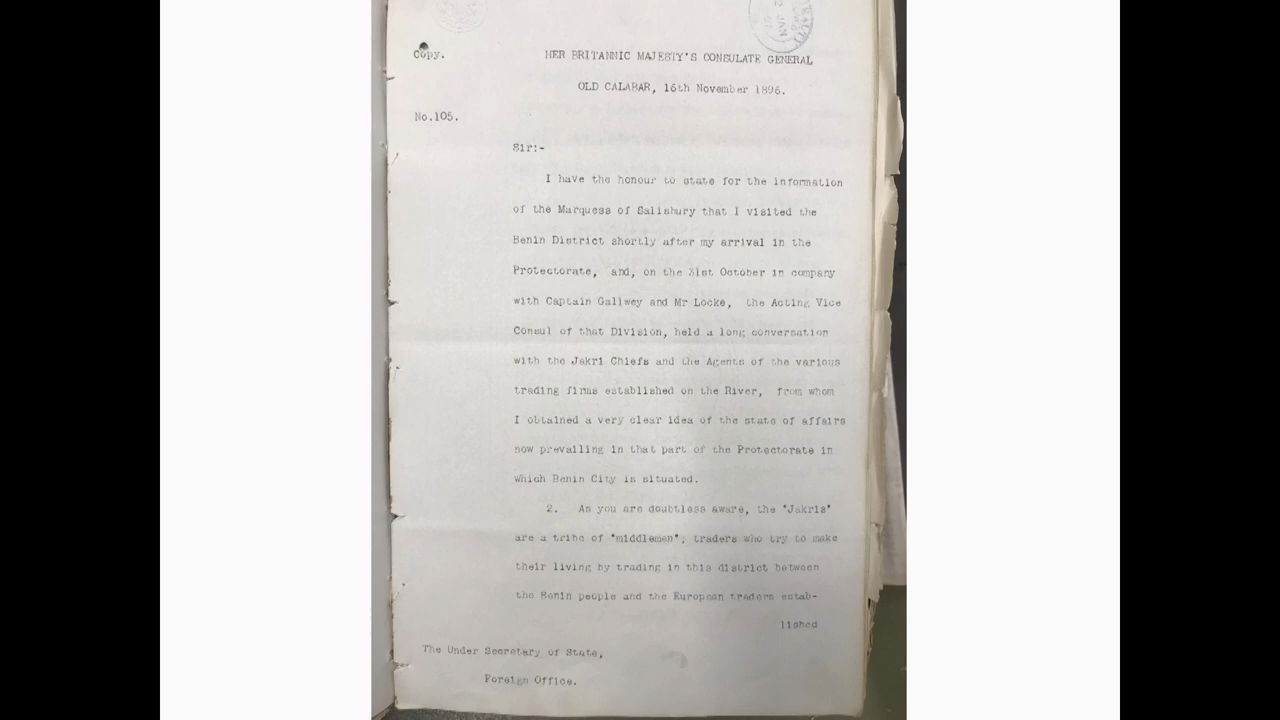 Copy.
HER BRITANNIC MAJESTY'S CONSULATE GENERAL
OLD CALABAR, 16th November 1896.
No.105.
Sir:-
I have the honour to state for the information
of the Marquess of Salisbury that I visited the
Benin District shortly after my arrival in the
Protectorate, and, on the 31st October in company
with Captain Gallwey and Mr Locke, the Acting Vice
Consul of that Division, held a long conversation
with the Jakri Chiefs and the Agents of the various
trading firms established on the River, from whom
I obtained a very clear idea of the state of affairs
now prevailing in that part of the Protectorate in
which Benin City is situated.
2. As you are doubtless aware, the "Jakris"
are a tribe of "middlemen", traders who try to make
their living by trading in this district between
the Benin people and the European traders estab-
lished
The Under Secretary of State,
Foreign Office.